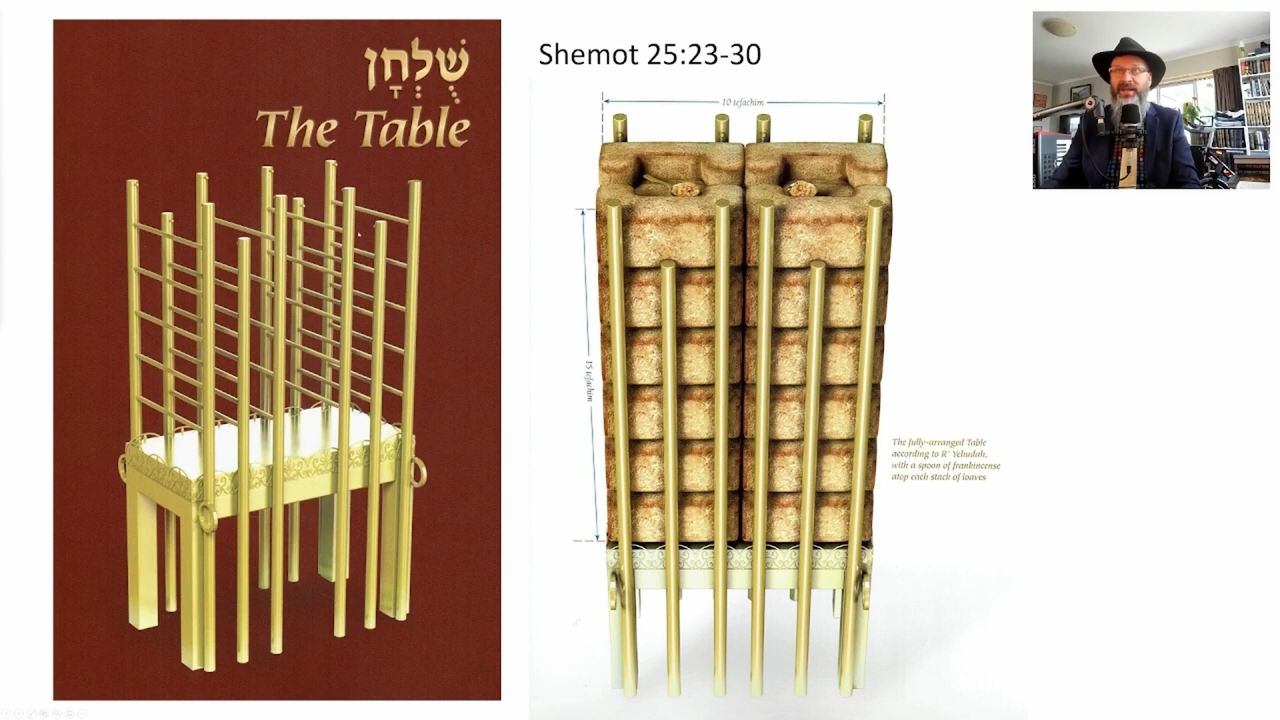 שֻׁלְחָן
The Table
Shemot 25:23-30
10 tefachim
15 tefachim
The fully-arranged Table
according to R' Yehudah,
with a spoon of frankincense
atop each stack of loaves